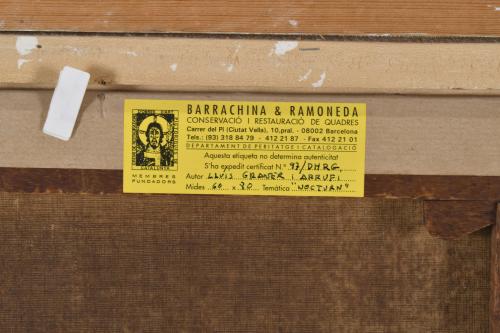 BARRACHINA & RAMONEDA
CONSERVACIÓ I RESTAURACIÓ DE QUADRES
Carrer del Pi (Ciutat Vella), 10, pral. - 08002 Barcelona
Tels.: (93) 318 84 79 - 412 21 87 - Fax 412 21 01
DEPARTAMENT DE PERITATGE I CATALOGACIÓ
Aquesta etiqueta no determina autenticitat
S'ha expedit certificat N.º 97/DHRG
Autor LLUIS GRANER I ARRUFI
Mides 60 x 80 Temàtica "NOCTURN"
CATALUNYA
MEMBRES
FUNDADORS